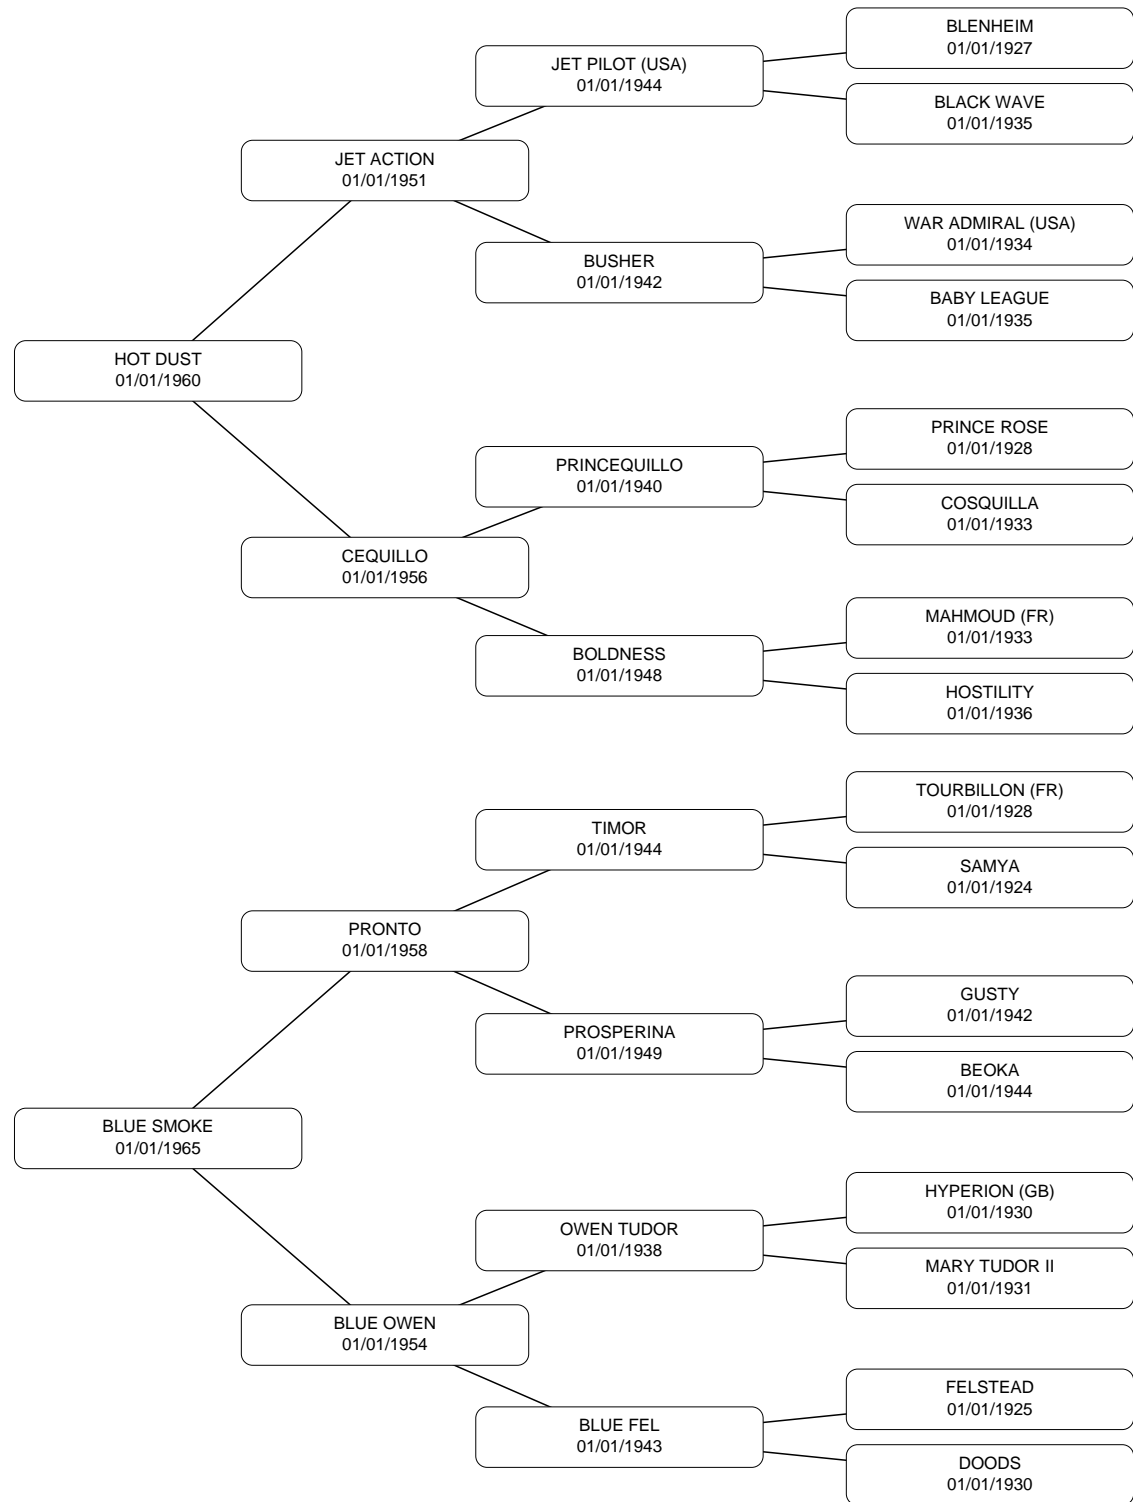 BLENHEIM
01/01/1927
JET PILOT (USA)
01/01/1944
BLACK WAVE
01/01/1935
JET ACTION
01/01/1951
WAR ADMIRAL (USA)
01/01/1934
BUSHER
01/01/1942
BABY LEAGUE
01/01/1935
HOT DUST
01/01/1960
PRINCE ROSE
01/01/1928
PRINCEQUILLO
01/01/1940
COSQUILLA
01/01/1933
CEQUILLO
01/01/1956
MAHMOUD (FR)
01/01/1933
BOLDNESS
01/01/1948
HOSTILITY
01/01/1936
TOURBILLON (FR)
01/01/1928
TIMOR
01/01/1944
SAMYA
01/01/1924
PRONTO
01/01/1958
GUSTY
01/01/1942
PROSPERINA
01/01/1949
BEOKA
01/01/1944
BLUE SMOKE
01/01/1965
HYPERION (GB)
01/01/1930
OWEN TUDOR
01/01/1938
MARY TUDOR II
01/01/1931
BLUE OWEN
01/01/1954
FELSTEAD
01/01/1925
BLUE FEL
01/01/1943
DOODS
01/01/1930